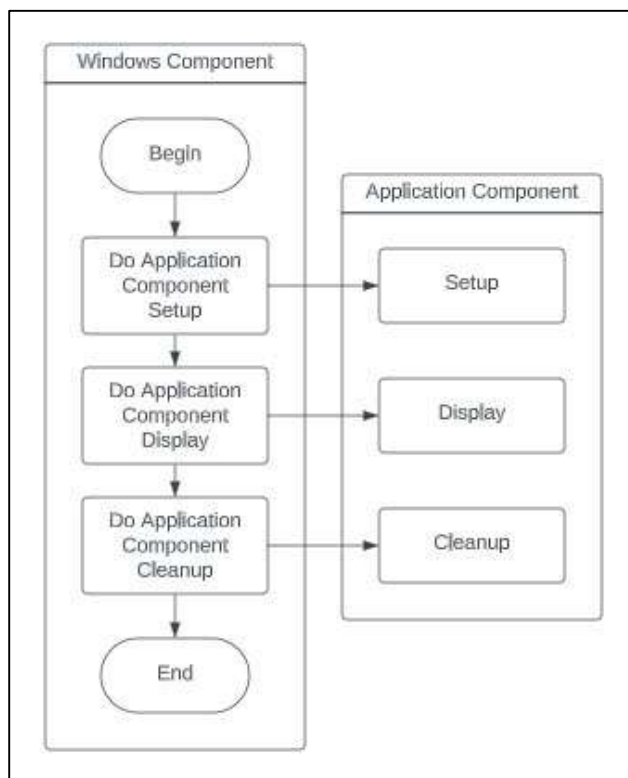 Windows Component
Begin
Do Application
Component
Setup
Do Application
Component
Display
Do Application
Component
Cleanup
End
Application Component
Setup
Display
Cleanup